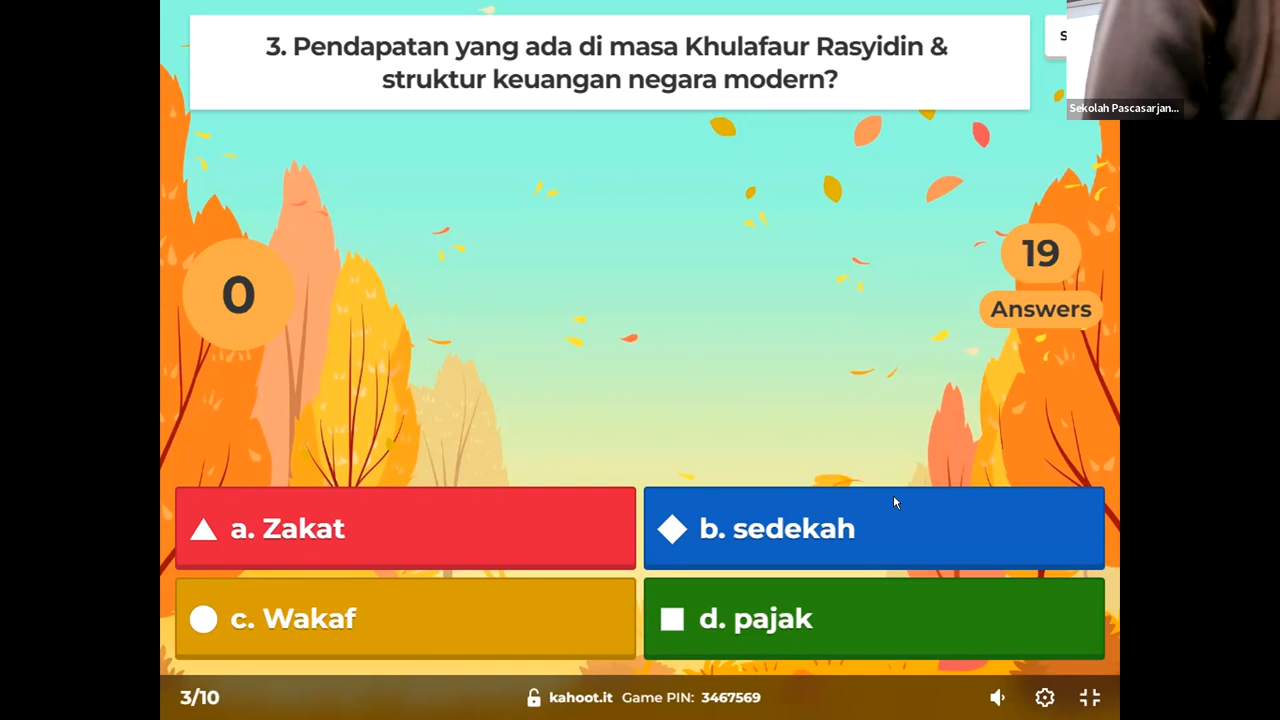 3. Pendapatan yang ada di masa Khulafaur Rasyidin &
struktur keuangan negara modern?
S
Sekolah Pascasarjan...
0
19
Answers
a. Zakat
b. sedekah
c. Wakaf
d. pajak
3/10
kahoot.it Game PIN: 3467569